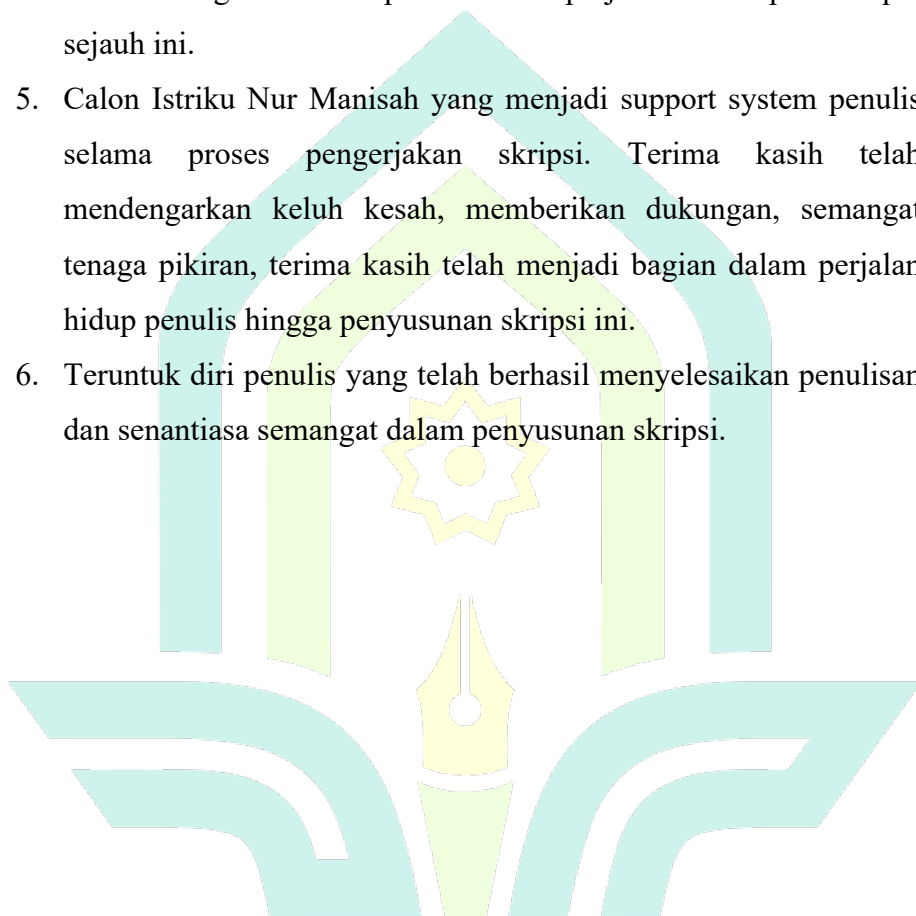 sejauh ini.
5. Calon Istriku Nur Manisah yang menjadi support system penulis
selama proses pengerjakan skripsi. Terima kasih telah
mendengarkan keluh kesah, memberikan dukungan, semangat
tenaga pikiran, terima kasih telah menjadi bagian dalam perjalan
hidup penulis hingga penyusunan skripsi ini.
6. Teruntuk diri penulis yang telah berhasil menyelesaikan penulisan
dan senantiasa semangat dalam penyusunan skripsi.